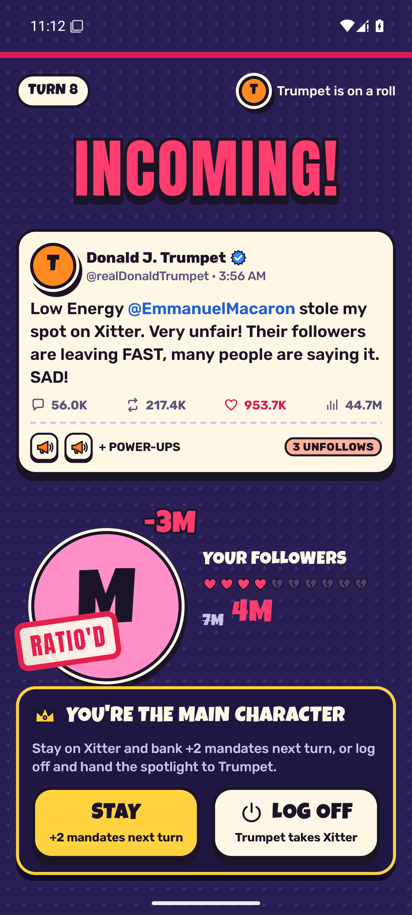 11:12
TURN 8
T
Trumpet is on a roll
INCOMING!
T
Donald J. Trumpet
@realDonaldTrumpet • 3:56 AM
Low Energy @EmmanuelMacaron stole my
spot on Xitter. Very unfair! Their followers
are leaving FAST, many people are saying it.
SAD!
56.0K 217.4K 953.7K 44.7M
+ POWER-UPS 3 UNFOLLOWS
-3M
M
RATIO'D
YOUR FOLLOWERS
7M 4M
YOU'RE THE MAIN CHARACTER
Stay on Xitter and bank +2 mandates next turn, or log
off and hand the spotlight to Trumpet.
STAY
+2 mandates next turn
LOG OFF
Trumpet takes Xitter